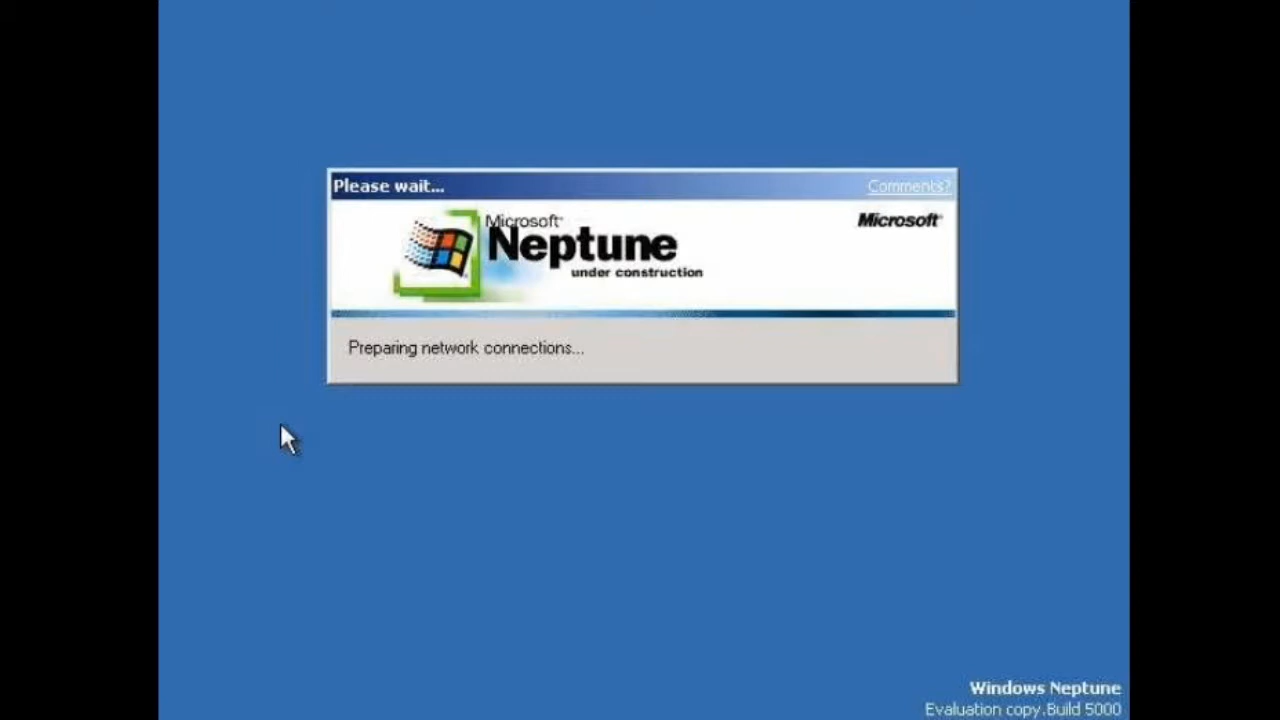 Please wait...
Comments?
Microsoft
Neptune
under construction
Microsoft
Preparing network connections...
Windows Neptune
Evaluation copy.Build 5000